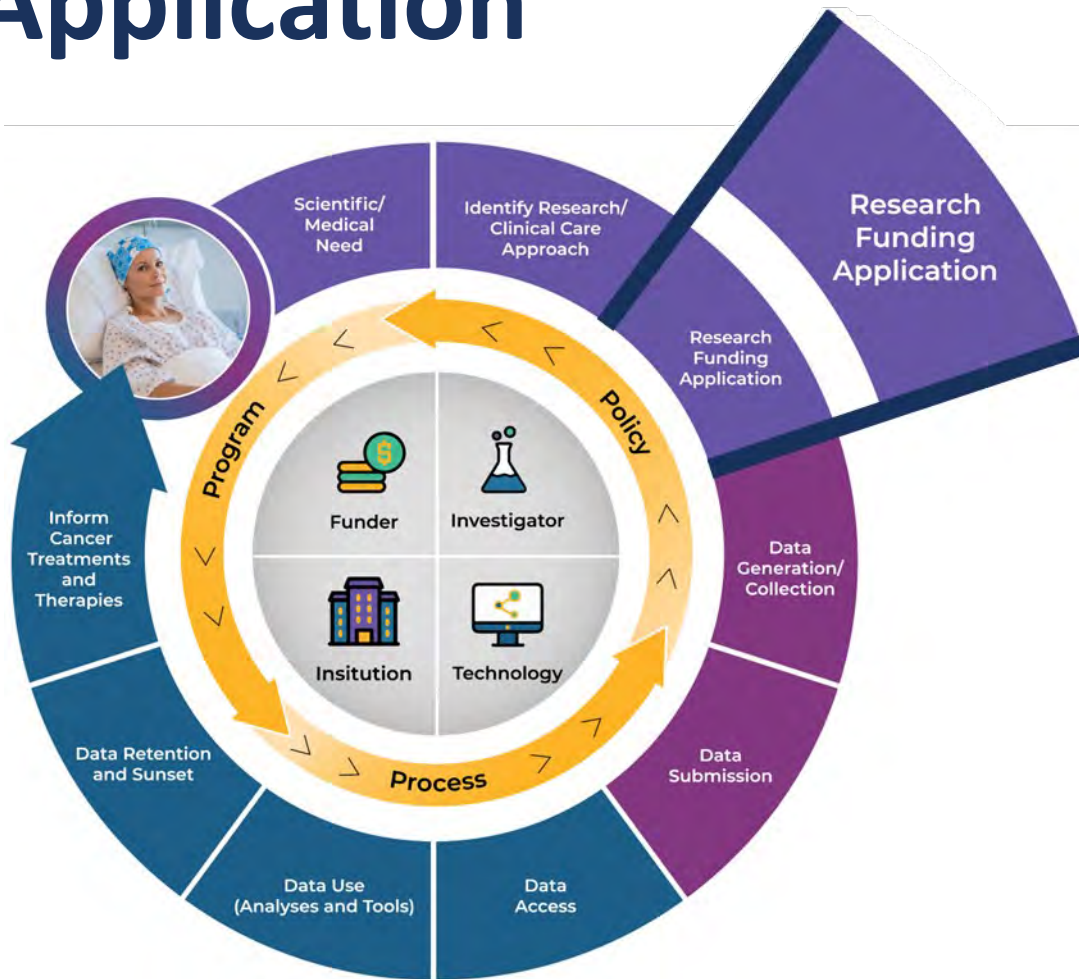 Application
Scientific/
Medical
Need
Identify Research/
Clinical Care
Approach
Research
Funding
Application
Research
Funding
Application
Data
Generation/
Collection
Data
Submission
Data
Access
Data Use
(Analyses and Tools)
Data Retention
and Sunset
Inform
Cancer
Treatments
and
Therapies
Program
Policy
Process
$
Funder
Investigator
Insitution
Technology